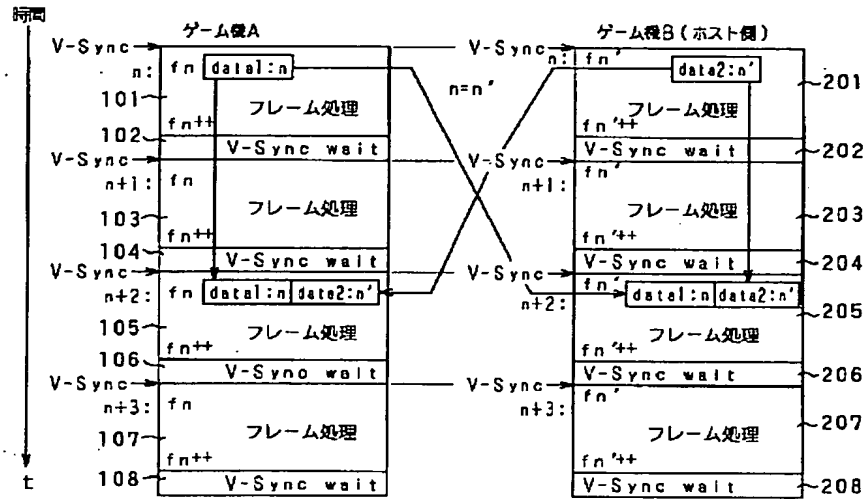 時間
ゲーム機A
ゲーム機B(ホスト側)
V-Sync
V-Sync
n:
fn
data1:n
n:
fn'
data2:n'
n=n'
101
フレーム処理
フレーム処理
201
fn++
fn'++
102
V-Sync wait
V-Sync wait
202
V-Sync
V-Sync
n+1:
fn
n+1:
fn'
103
フレーム処理
フレーム処理
203
fn++
fn'++
104
V-Sync wait
V-Sync wait
204
V-Sync
V-Sync
n+2:
fn
data1:n
data2:n'
n+2:
fn'
data1:n
data2:n'
105
フレーム処理
フレーム処理
205
fn++
fn'++
106
V-Syno wait
V-Sync wait
206
V-Sync
V-Sync
n+3:
fn
n+3:
fn'
107
フレーム処理
フレーム処理
207
fn++
fn'++
108
V-Sync wait
V-Sync wait
208
t